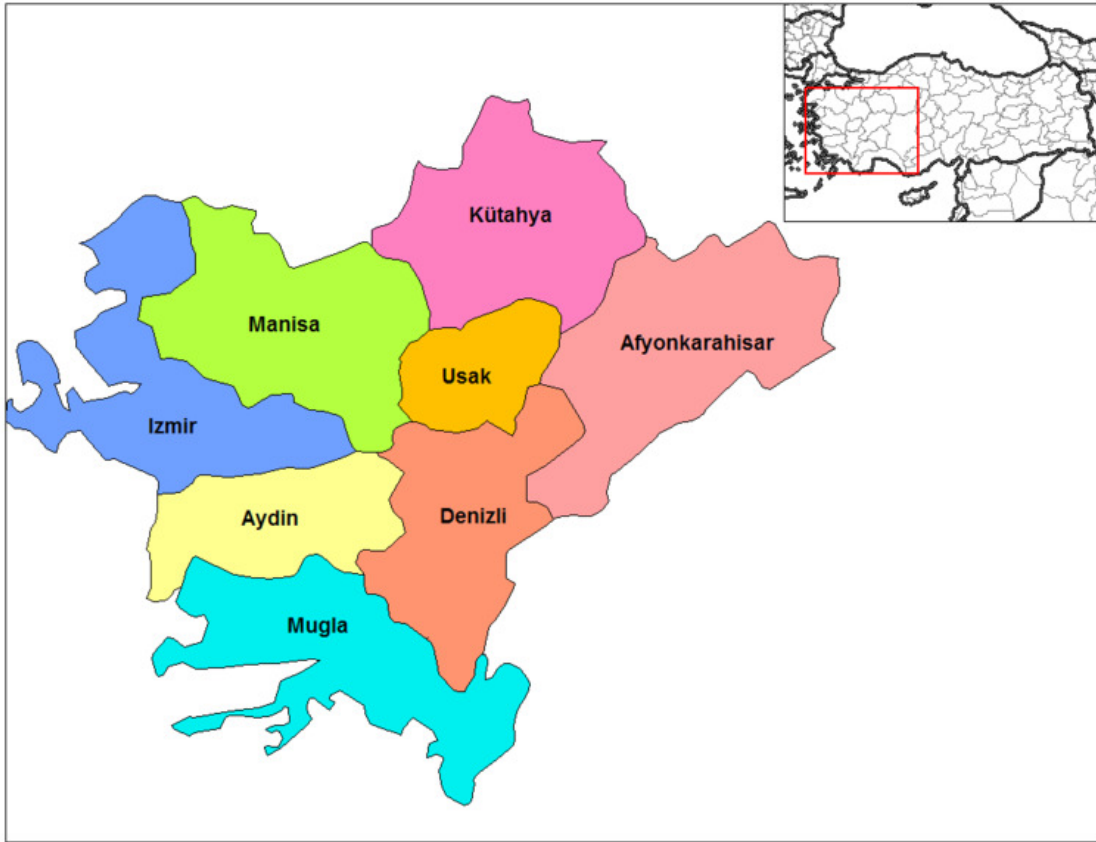 Kütahya
Manisa
Afyonkarahisar
Usak
Izmir
Aydin
Denizli
Mugla